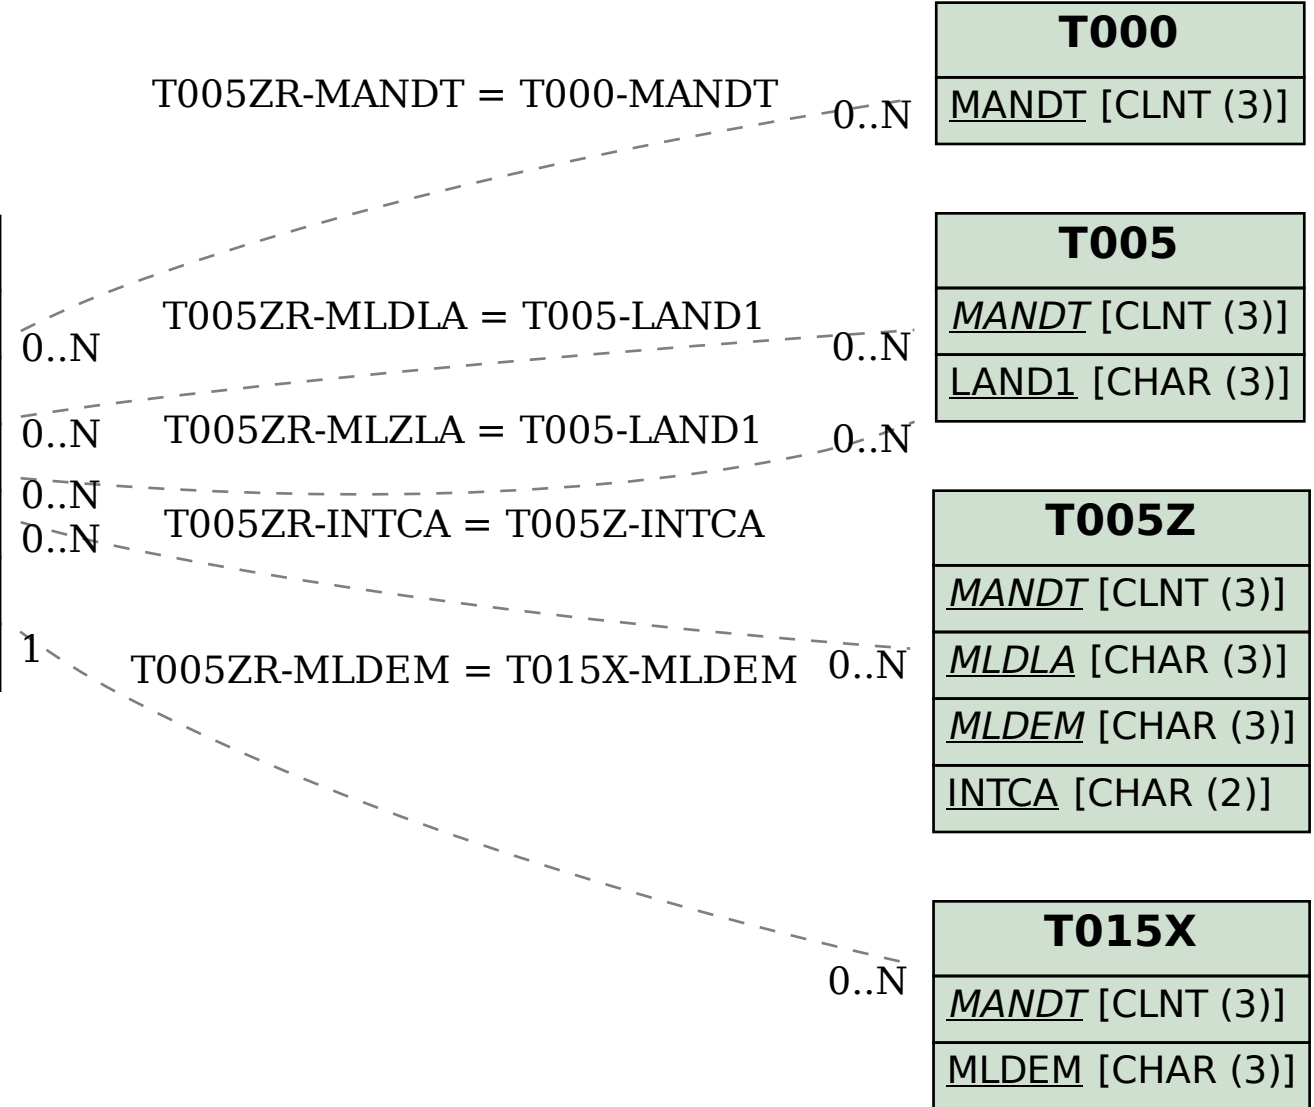 T000
T005ZR-MANDT = T000-MANDT
0..N
MANDT [CLNT (3)]
T005
T005ZR-MLDLA = T005-LAND1
MANDT [CLNT (3)]
0..N
0..N
LAND1 [CHAR (3)]
0..N
T005ZR-MLZLA = T005-LAND1
0..N
0..N
T005ZR-INTCA = T005Z-INTCA
0..N
T005Z
MANDT [CLNT (3)]
1
T005ZR-MLDEM = T015X-MLDEM
0..N
MLDLA [CHAR (3)]
MLDEM [CHAR (3)]
INTCA [CHAR (2)]
T015X
0..N
MANDT [CLNT (3)]
MLDEM [CHAR (3)]